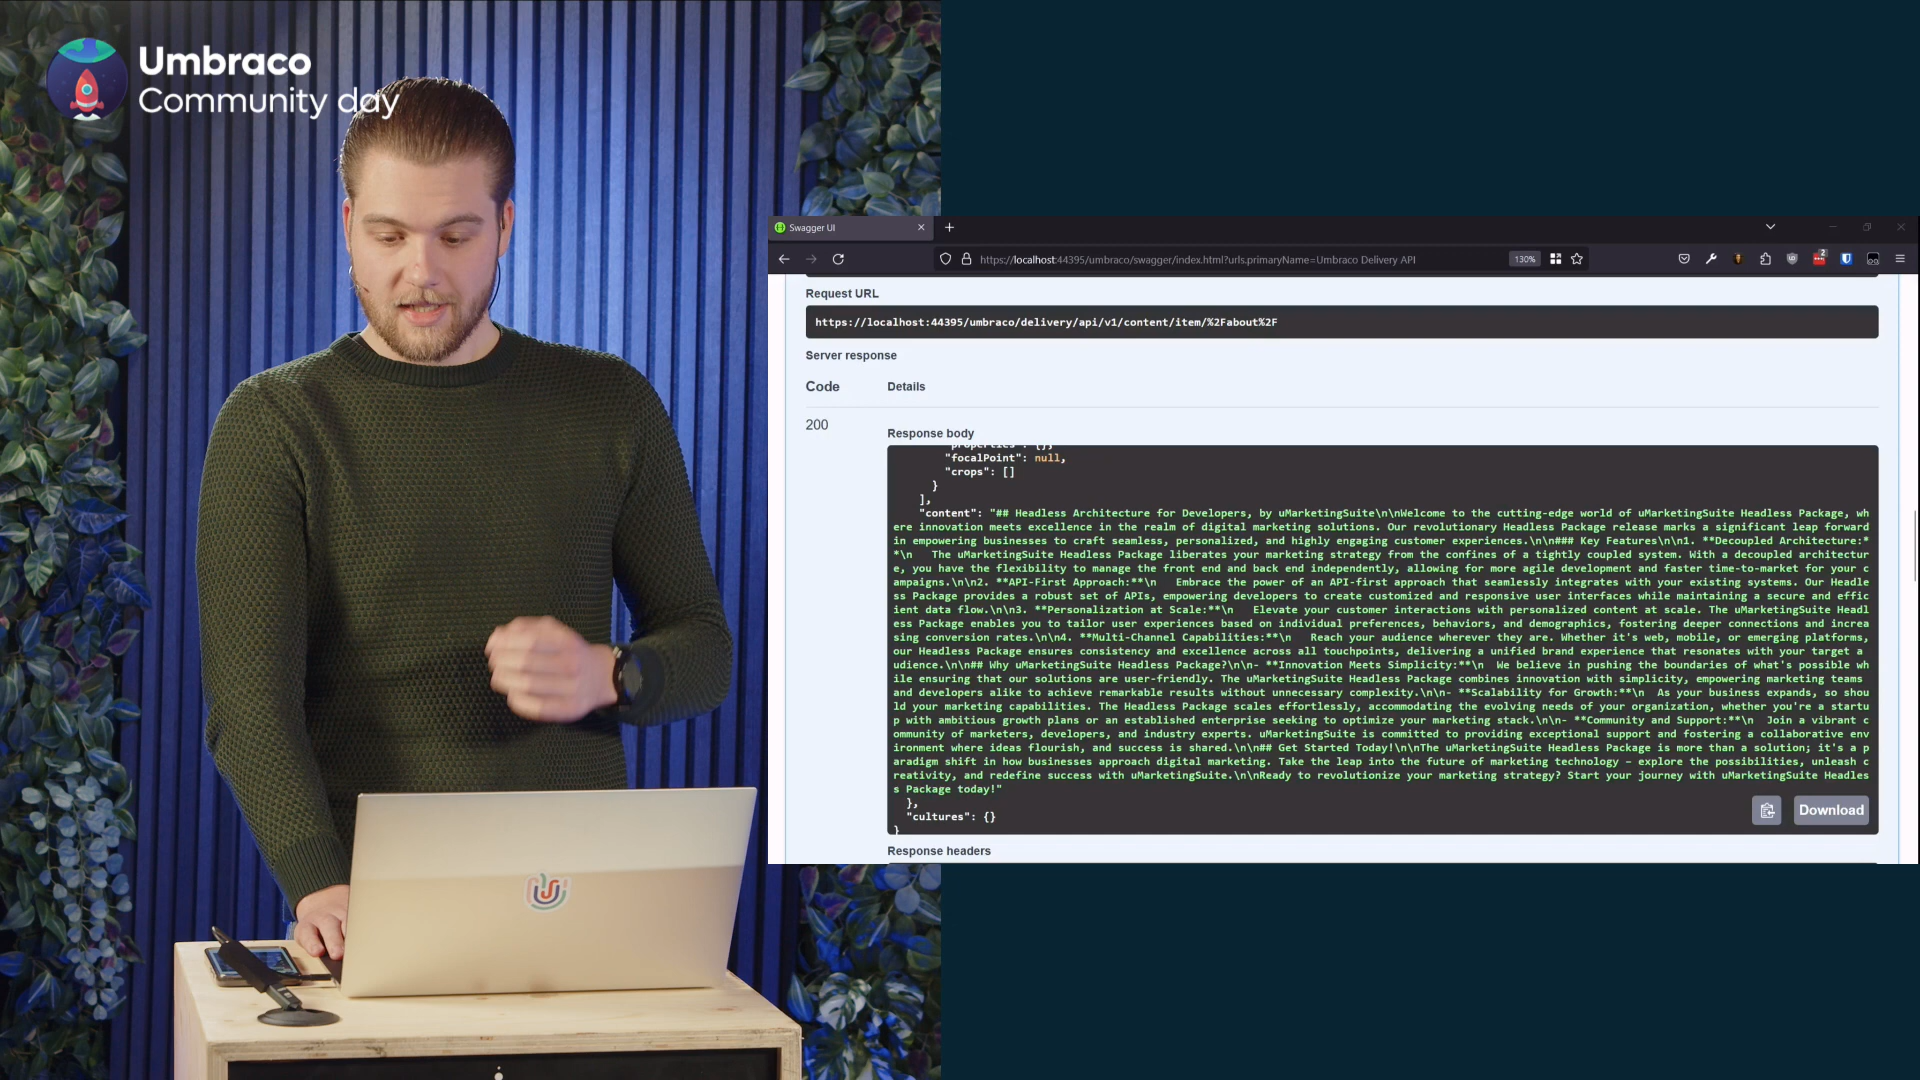 Umbraco
Community day
Swagger UI
https://localhost:44395/umbraco/swagger/index.html?urls.primaryName=Umbraco Delivery API
130%
2
Request URL
https://localhost:44395/umbraco/delivery/api/v1/content/item/%2Fabout%2F
Server response
Code
Details
200
Response body
"properties": {},
"focalPoint": null,
"crops": []
}
],
"content": "## Headless Architecture for Developers, by uMarketingSuite\n\nWelcome to the cutting-edge world of uMarketingSuite Headless Package, wh
ere innovation meets excellence in the realm of digital marketing solutions. Our revolutionary Headless Package release marks a significant leap forward
in empowering businesses to craft seamless, personalized, and highly engaging customer experiences.\n\n### Key Features\n\n1. **Decoupled Architecture:*
*\n   The uMarketingSuite Headless Package liberates your marketing strategy from the confines of a tightly coupled system. With a decoupled architectur
e, you have the flexibility to manage the front end and back end independently, allowing for more agile development and faster time-to-market for your c
ampaigns.\n\n2. **API-First Approach:**\n   Embrace the power of an API-first approach that seamlessly integrates with your existing systems. Our Headle
ss Package provides a robust set of APIs, empowering developers to create customized and responsive user interfaces while maintaining a secure and effic
ient data flow.\n\n3. **Personalization at Scale:**\n   Elevate your customer interactions with personalized content at scale. The uMarketingSuite Headl
ess Package enables you to tailor user experiences based on individual preferences, behaviors, and demographics, fostering deeper connections and increa
sing conversion rates.\n\n4. **Multi-Channel Capabilities:**\n   Reach your audience wherever they are. Whether it's web, mobile, or emerging platforms,
our Headless Package ensures consistency and excellence across all touchpoints, delivering a unified brand experience that resonates with your target a
udience.\n\n## Why uMarketingSuite Headless Package?\n\n- **Innovation Meets Simplicity:**\n  We believe in pushing the boundaries of what's possible wh
ile ensuring that our solutions are user-friendly. The uMarketingSuite Headless Package combines innovation with simplicity, empowering marketing teams
and developers alike to achieve remarkable results without unnecessary complexity.\n\n- **Scalability for Growth:**\n  As your business expands, so shou
ld your marketing capabilities. The Headless Package scales effortlessly, accommodating the evolving needs of your organization, whether you're a startu
p with ambitious growth plans or an established enterprise seeking to optimize your marketing stack.\n\n- **Community and Support:**\n  Join a vibrant c
ommunity of marketers, developers, and industry experts. uMarketingSuite is committed to providing exceptional support and fostering a collaborative env
ironment where ideas flourish, and success is shared.\n\n## Get Started Today!\n\nThe uMarketingSuite Headless Package is more than a solution; it's a p
aradigm shift in how businesses approach digital marketing. Take the leap into the future of marketing technology – explore the possibilities, unleash c
reativity, and redefine success with uMarketingSuite.\n\nReady to revolutionize your marketing strategy? Start your journey with uMarketingSuite Headles
s Package today!"
},
"cultures": {}
}
Download
Response headers